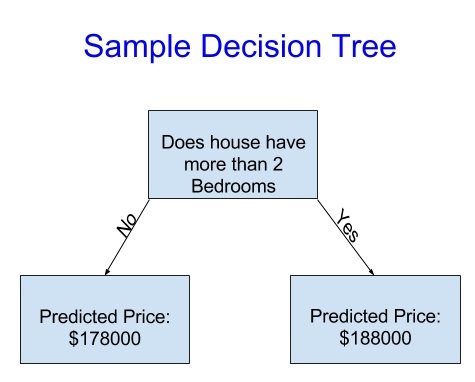 Sample Decision Tree
Does house have
more than 2
Bedrooms
No
Yes
Predicted Price:
$178000
Predicted Price:
$188000